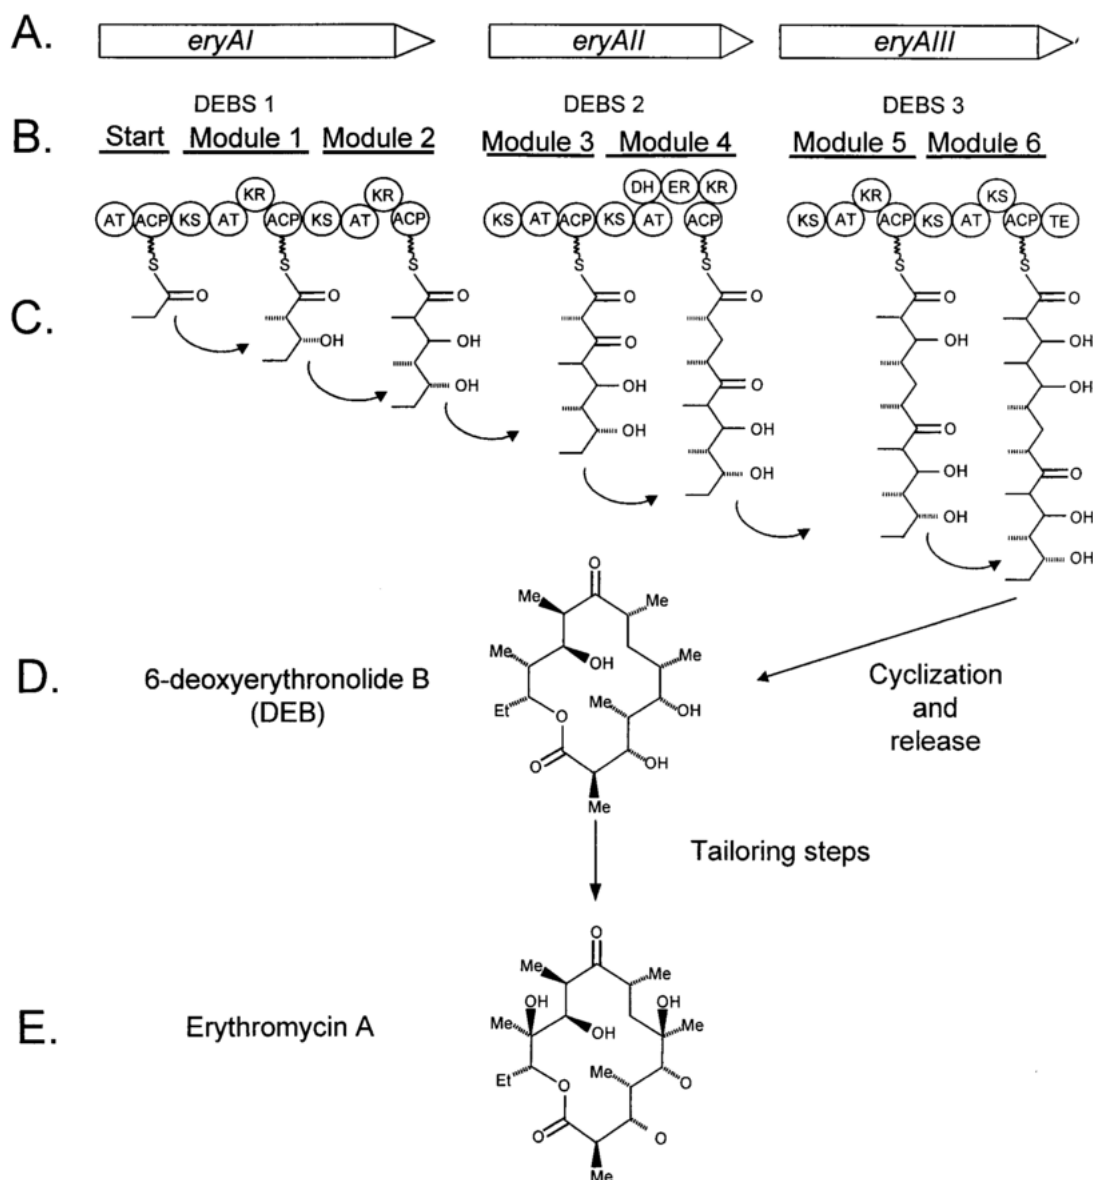 A. eryAI eryAII eryAIII
DEBS 1 DEBS 2 DEBS 3
B. Start Module 1 Module 2 Module 3 Module 4 Module 5 Module 6
KR KR DH ER KR KR KS
AT ACP KS AT ACP KS AT ACP KS AT ACP KS AT ACP KS AT ACP KS AT ACP TE
S S S S S S S
C. O O O O O O O
OH OH O OH OH
OH OH O OH
OH OH O
OH OH O
OH OH
OH
O
Me Me
D. 6-deoxyerythronolide B
(DEB)
Me OH Me
Et O Me OH
O OH
Me
Cyclization
and
release
Tailoring steps
O
Me Me
E. Erythromycin A
OH OH
Me OH Me
Et O Me O
O O
Me